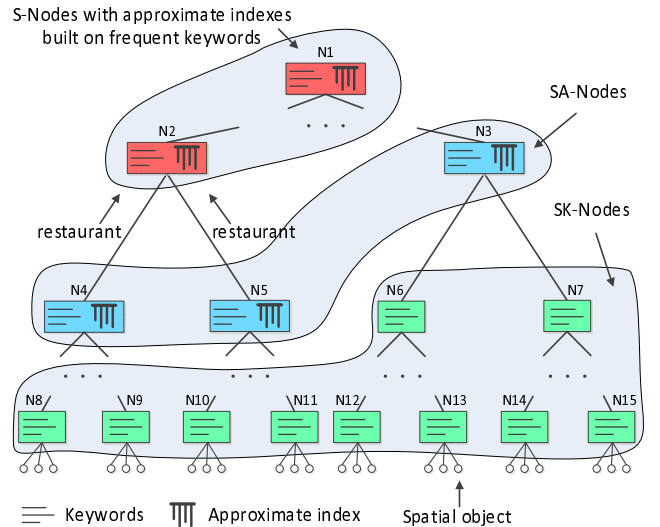 S-Nodes with approximate indexes
built on frequent keywords
N1
SA-Nodes
N2
N3
restaurant
restaurant
SK-Nodes
N4
N5
N6
N7
N8
N9
N10
N11
N12
N13
N14
N15
Keywords
Approximate index
Spatial object